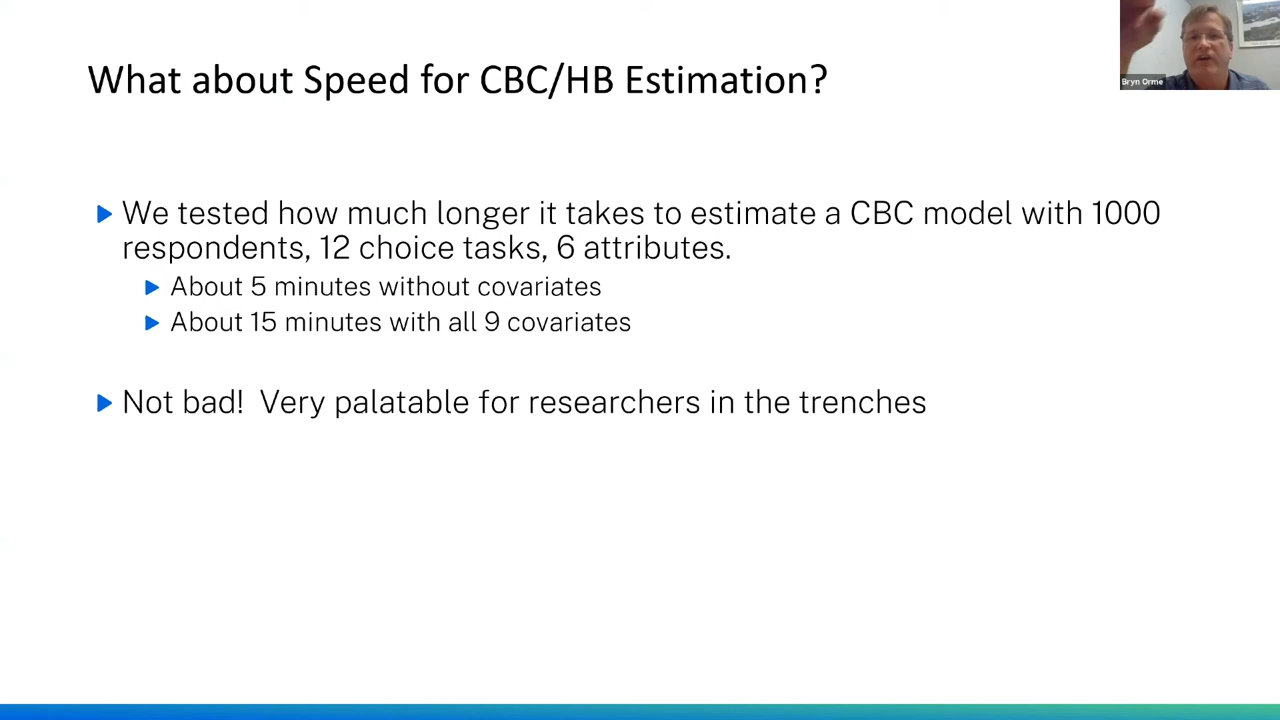 What about Speed for CBC/HB Estimation?
Bryn Orme
We tested how much longer it takes to estimate a CBC model with 1000
respondents, 12 choice tasks, 6 attributes.
About 5 minutes without covariates
About 15 minutes with all 9 covariates
Not bad!  Very palatable for researchers in the trenches